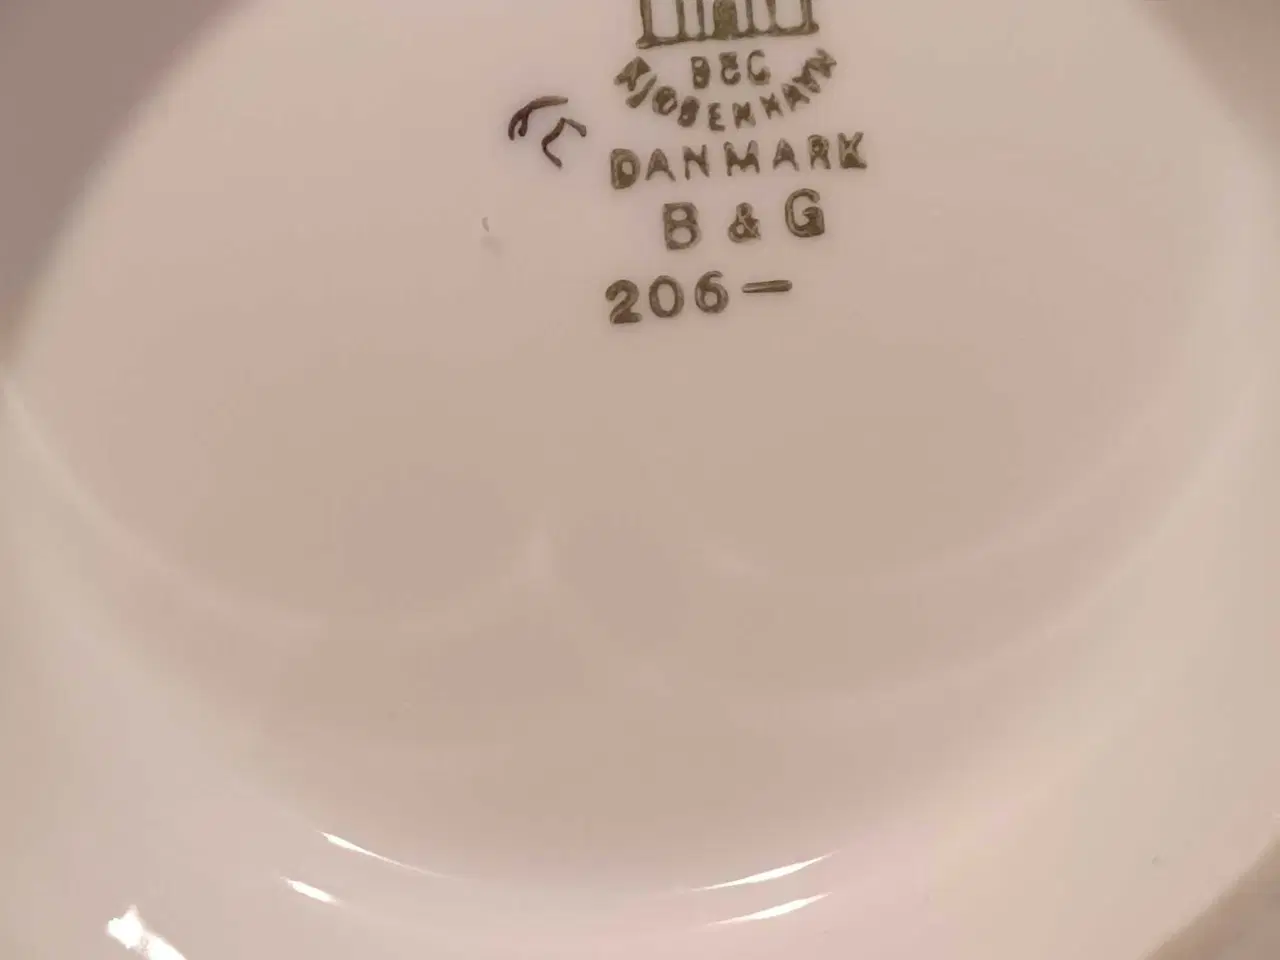 B&G
KJØBENHAVN
DANMARK
B & G
206-